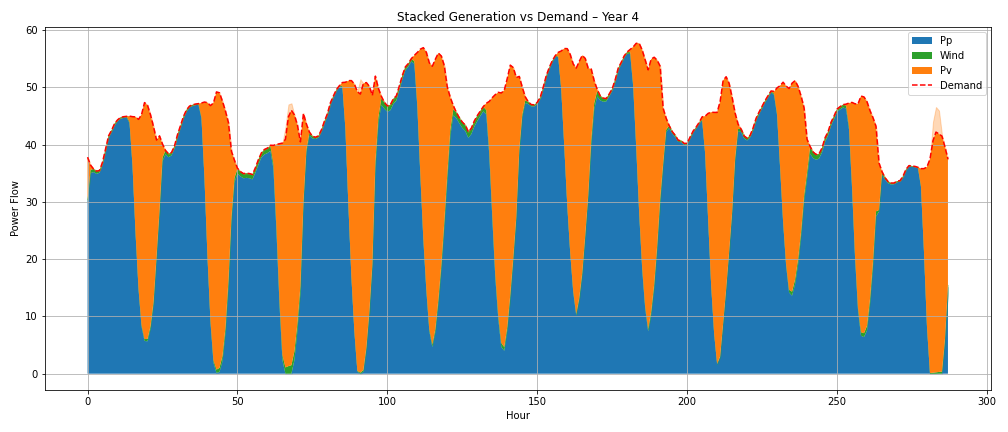 Stacked Generation vs Demand – Year 4
Power Flow
60
50
40
30
20
10
0
Pp
Wind
Pv
Demand
0
50
100
150
200
250
300
Hour